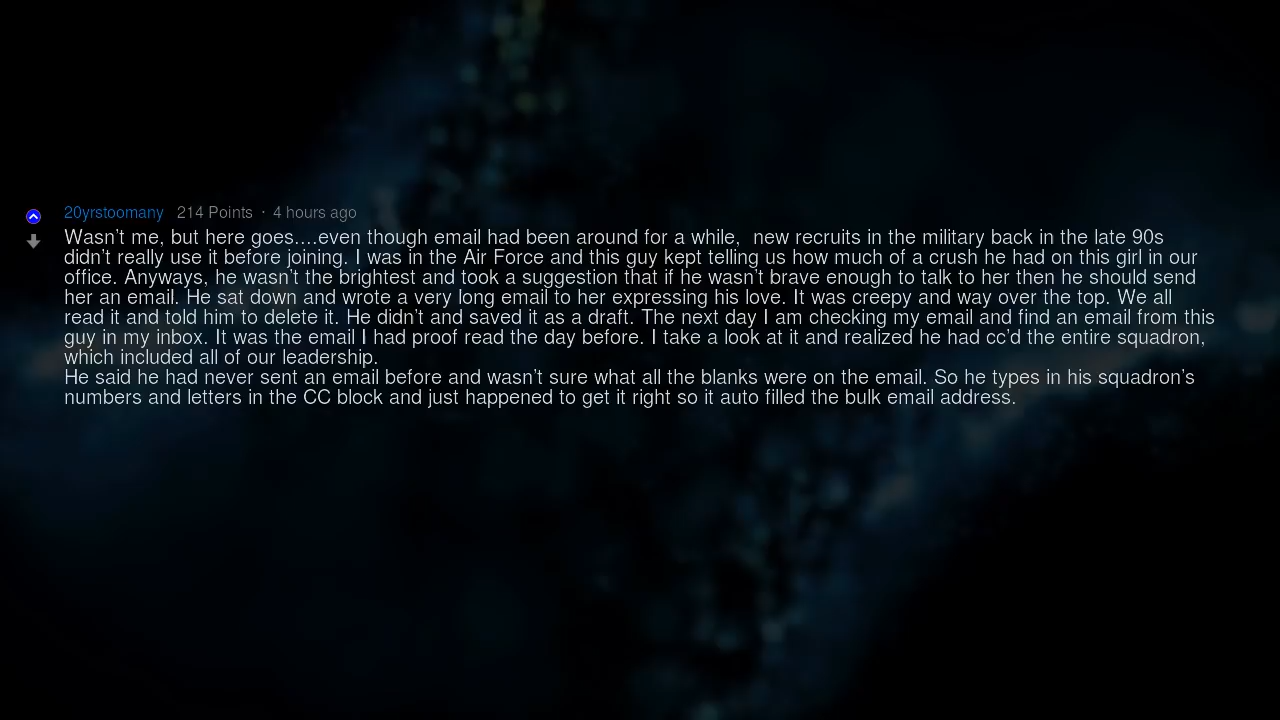 20yrstoomany 214 Points · 4 hours ago
Wasn't me, but here goes....even though email had been around for a while,  new recruits in the military back in the late 90s
didn't really use it before joining. I was in the Air Force and this guy kept telling us how much of a crush he had on this girl in our
office. Anyways, he wasn't the brightest and took a suggestion that if he wasn't brave enough to talk to her then he should send
her an email. He sat down and wrote a very long email to her expressing his love. It was creepy and way over the top. We all
read it and told him to delete it. He didn't and saved it as a draft. The next day I am checking my email and find an email from this
guy in my inbox. It was the email I had proof read the day before. I take a look at it and realized he had cc'd the entire squadron,
which included all of our leadership.
He said he had never sent an email before and wasn't sure what all the blanks were on the email. So he types in his squadron's
numbers and letters in the CC block and just happened to get it right so it auto filled the bulk email address.